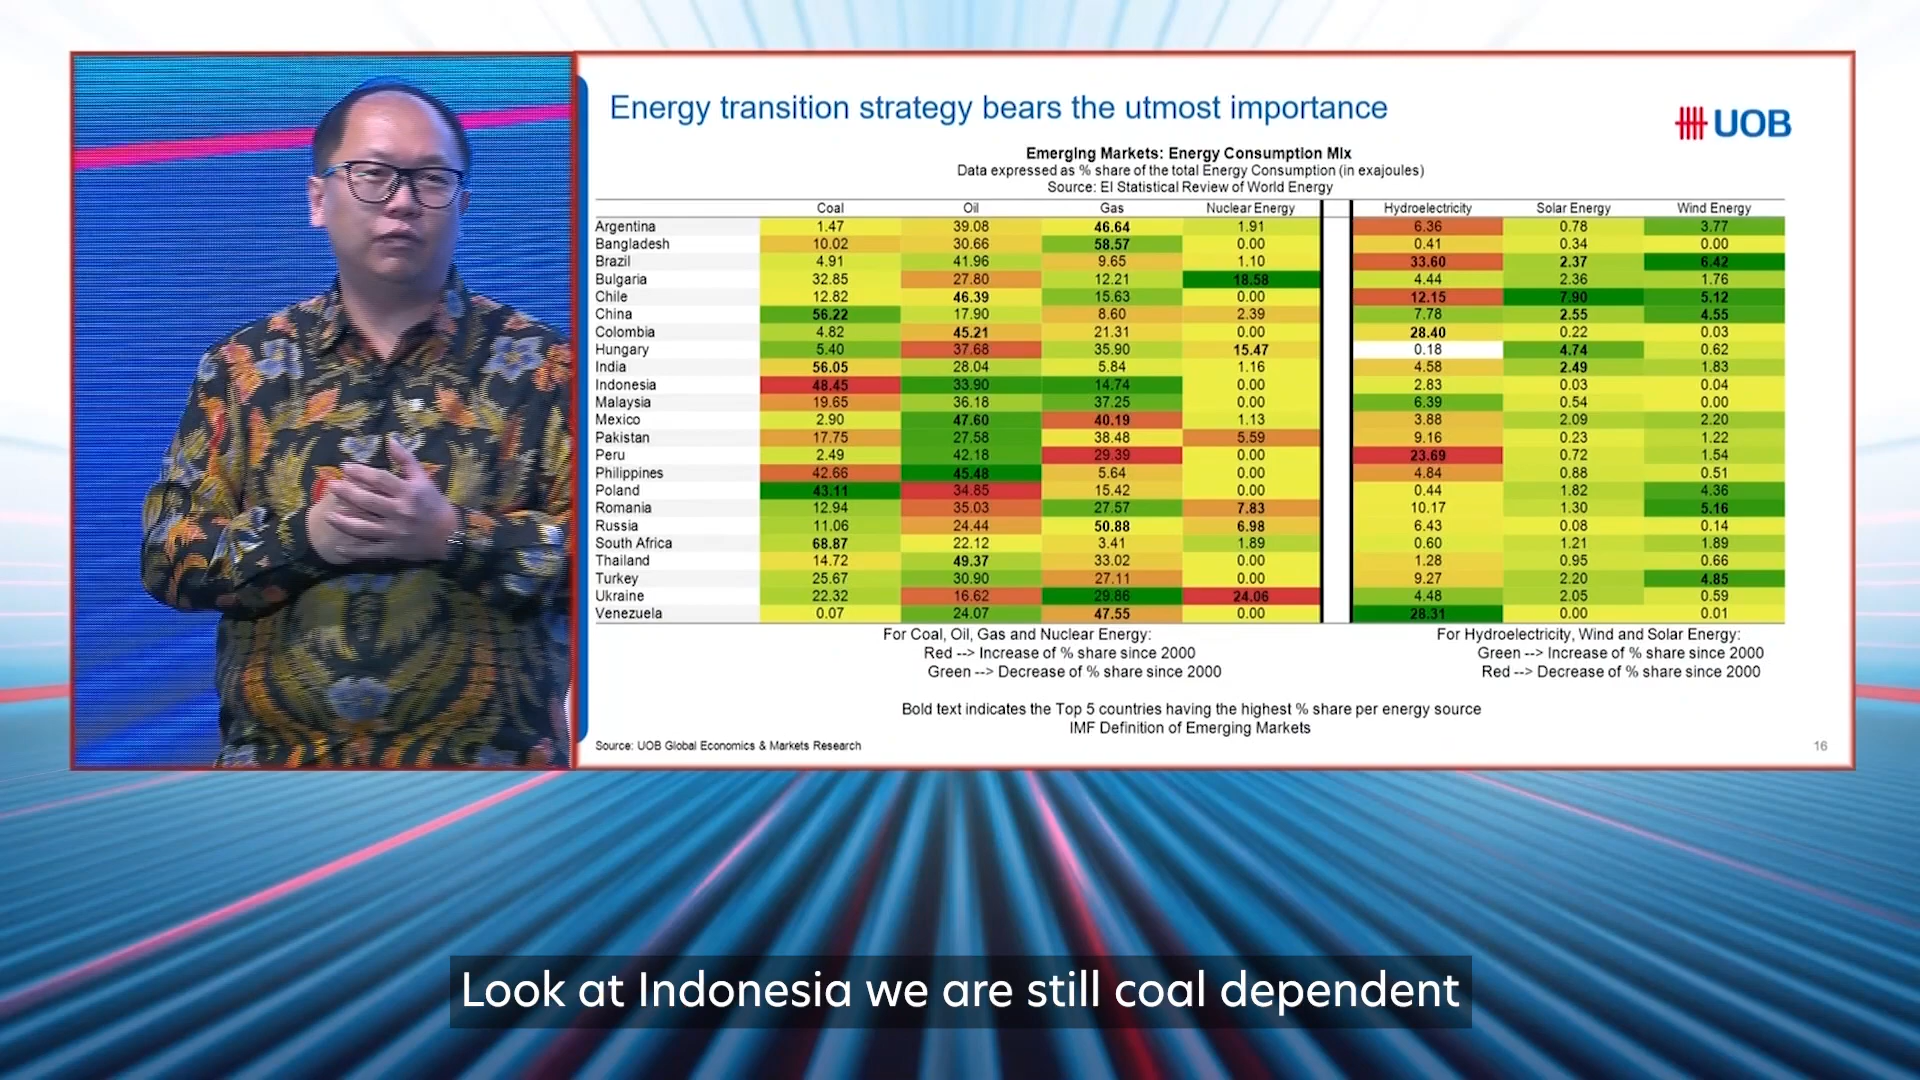 Energy transition strategy bears the utmost importance
UOB
Emerging Markets: Energy Consumption Mix
Data expressed as % share of the total Energy Consumption (in exajoules)
Source: EI Statistical Review of World Energy
Coal Oil Gas Nuclear Energy Hydroelectricity Solar Energy Wind Energy
Argentina 1.47 39.08 46.64 1.91 6.36 0.78 3.77
Bangladesh 10.02 30.66 58.57 0.00 0.41 0.34 0.00
Brazil 4.91 41.96 9.65 1.10 33.60 2.37 6.42
Bulgaria 32.85 27.80 12.21 18.58 4.44 2.36 1.76
Chile 12.82 46.39 15.63 0.00 12.15 7.90 5.12
China 56.22 17.90 8.60 2.39 7.78 2.55 4.55
Colombia 4.82 45.21 21.31 0.00 28.40 0.22 0.03
Hungary 5.40 37.68 35.90 15.47 0.18 4.74 0.62
India 56.05 28.04 5.84 1.16 4.58 2.49 1.83
Indonesia 48.45 33.90 14.74 0.00 2.83 0.03 0.04
Malaysia 19.65 36.18 37.25 0.00 6.39 0.54 0.00
Mexico 2.90 47.60 40.19 1.13 3.88 2.09 2.20
Pakistan 17.75 27.58 38.48 5.59 9.16 0.23 1.22
Peru 2.49 42.18 29.39 0.00 23.69 0.72 1.54
Philippines 42.66 45.48 5.64 0.00 4.84 0.88 0.51
Poland 43.11 34.85 15.42 0.00 0.44 1.82 4.36
Romania 12.94 35.03 27.57 7.83 10.17 1.30 5.16
Russia 11.06 24.44 50.88 6.98 6.43 0.08 0.14
South Africa 68.87 22.12 3.41 1.89 0.60 1.21 1.89
Thailand 14.72 49.37 33.02 0.00 1.28 0.95 0.66
Turkey 25.67 30.90 27.11 0.00 9.27 2.20 4.85
Ukraine 22.32 16.62 29.86 24.06 4.48 2.05 0.59
Venezuela 0.07 24.07 47.55 0.00 28.31 0.00 0.01
For Coal, Oil, Gas and Nuclear Energy:
Red --> Increase of % share since 2000
Green --> Decrease of % share since 2000
For Hydroelectricity, Wind and Solar Energy:
Green --> Increase of % share since 2000
Red --> Decrease of % share since 2000
Bold text indicates the Top 5 countries having the highest % share per energy source
IMF Definition of Emerging Markets
Source: UOB Global Economics & Markets Research
16
Look at Indonesia we are still coal dependent